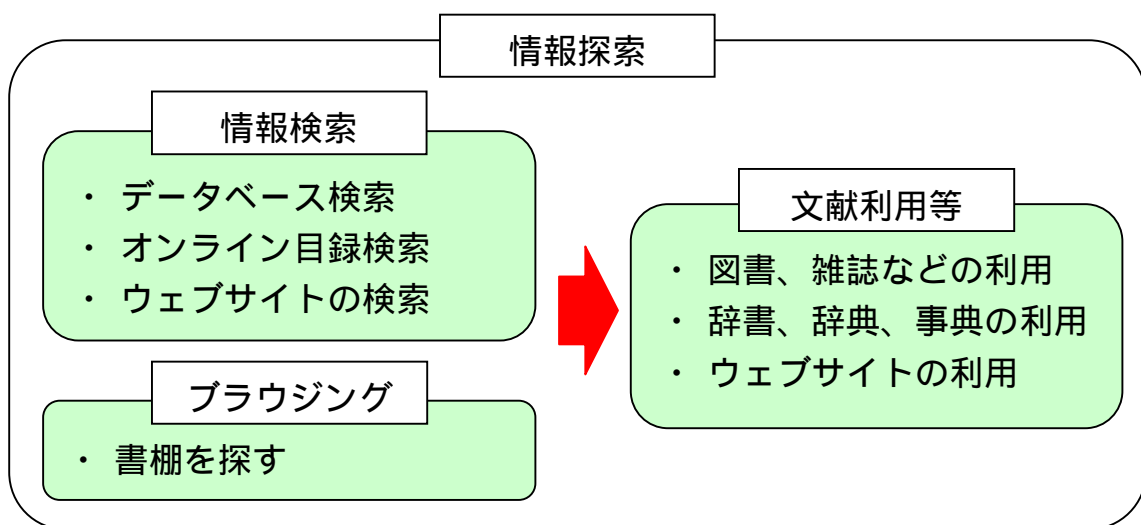 情報探索
情報検索
・ データベース検索
・ オンライン目録検索
・ ウェブサイトの検索
ブラウジング
・ 書棚を探す
文献利用等
・ 図書、雑誌などの利用
・ 辞書、辞典、事典の利用
・ ウェブサイトの利用